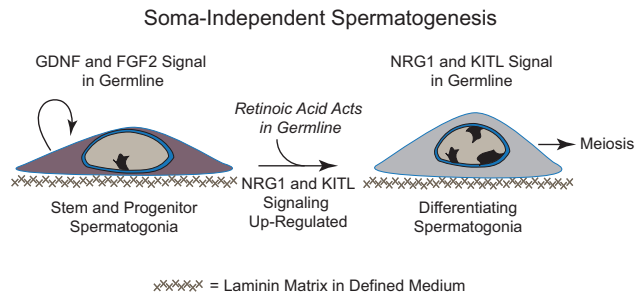 Soma-Independent Spermatogenesis
GDNF and FGF2 Signal
in Germline
NRG1 and KITL Signal
in Germline
Retinoic Acid Acts
in Germline
Meiosis
NRG1 and KITL
Signaling
Up-Regulated
Stem and Progenitor
Spermatogonia
Differentiating
Spermatogonia
= Laminin Matrix in Defined Medium